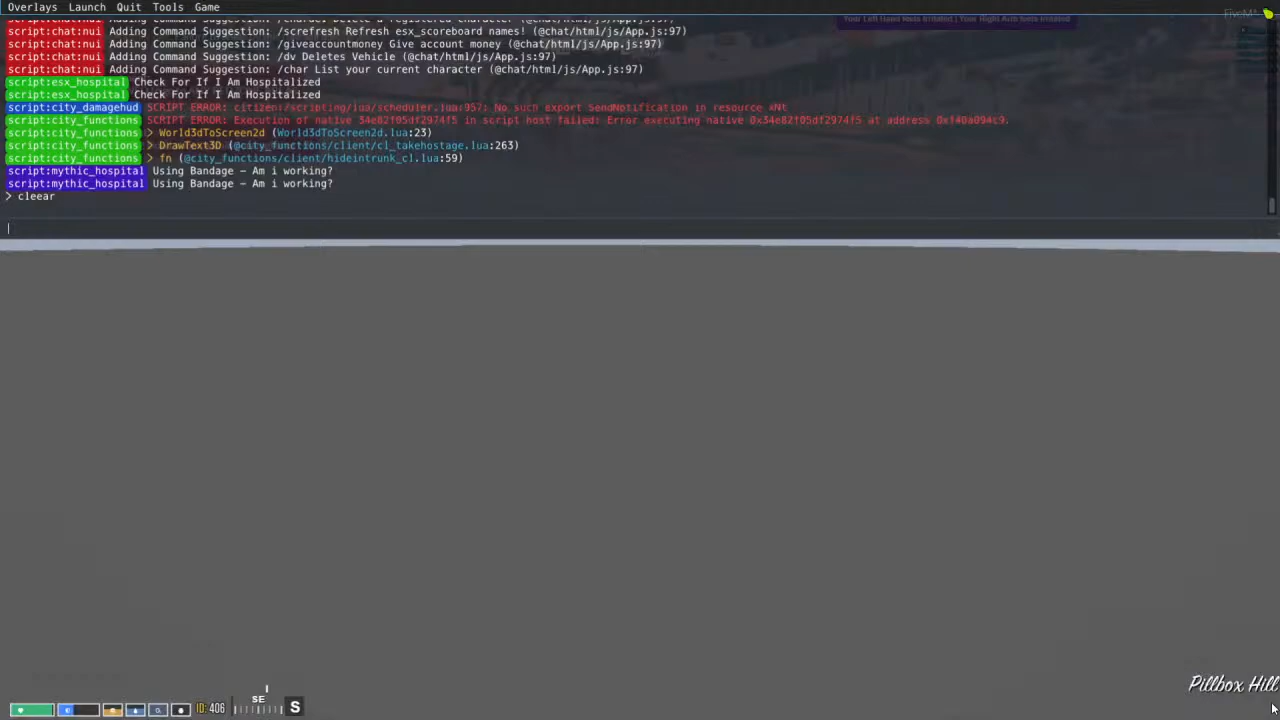 Overlays Launch Quit Tools Game
script:chat:nui Adding Command Suggestion: /screfresh Refresh esx_scoreboard names! (@chat/html/js/App.js:97)
script:chat:nui Adding Command Suggestion: /giveaccountmoney Give account money (@chat/html/js/App.js:97)
script:chat:nui Adding Command Suggestion: /dv Deletes Vehicle (@chat/html/js/App.js:97)
script:chat:nui Adding Command Suggestion: /char List your current character (@chat/html/js/App.js:97)
script:esx_hospital Check For If I Am Hospitalized
script:esx_hospital Check For If I Am Hospitalized
script:city_damagehud SCRIPT ERROR: citizen:/scripting/lua/scheduler.lua:957: No such export SendNotification in resource xNt
script:city_functions SCRIPT ERROR: Execution of native 34e82f05df2974f5 in script host failed: Error executing native 0x34e82f05df2974f5 at address 0xf40a094c9.
script:city_functions > World3dToScreen2d (World3dToScreen2d.lua:23)
script:city_functions > DrawText3D (@city_functions/client/cl_takehostage.lua:263)
script:city_functions > fn (@city_functions/client/hideintrunk_cl.lua:59)
script:mythic_hospital Using Bandage – Am i working?
script:mythic_hospital Using Bandage – Am i working?
> cleear
Pillbox Hill
ID: 406
SE
S